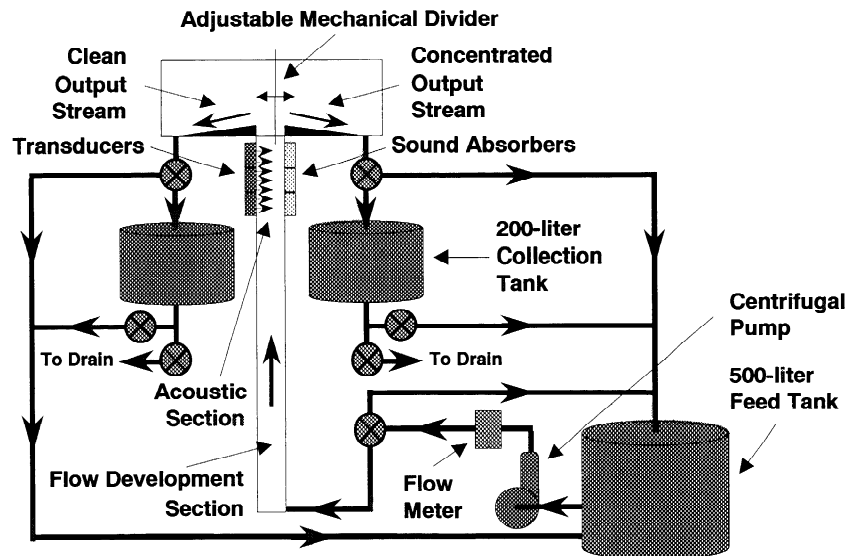 Adjustable Mechanical Divider
Clean
Output
Stream
Concentrated
Output
Stream
Transducers
Sound Absorbers
200-liter
Collection
Tank
Centrifugal
Pump
To Drain
To Drain
500-liter
Feed Tank
Acoustic
Section
Flow Development
Section
Flow
Meter